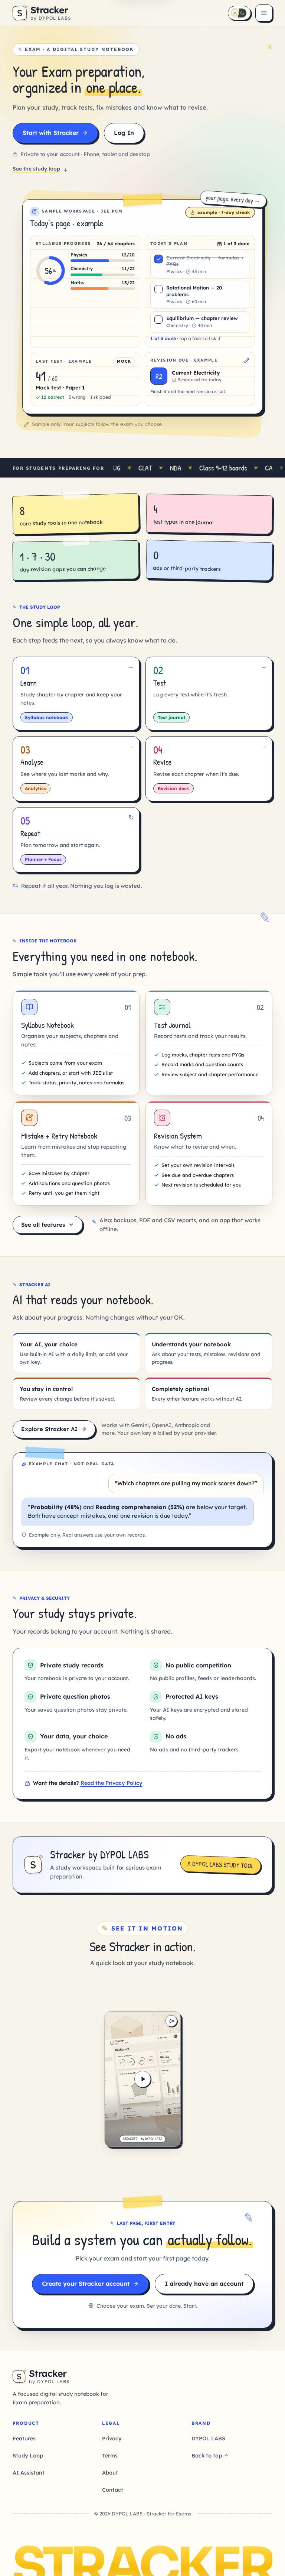 S Stracker
by DYPOL LABS
EXAM · A DIGITAL STUDY NOTEBOOK
Your Exam preparation,
organized in one place.
Plan your study, track tests, fix mistakes and know what to revise.
Start with Stracker →
Log In
Private to your account · Phone, tablet and desktop
See the study loop ↓
your page, every day →
SAMPLE WORKSPACE · JEE PCM
example · 7-day streak
Today's page · example
SYLLABUS PROGRESS 36 / 64 chapters
56%
Physics 12/20
Chemistry 11/22
Maths 13/22
TODAY'S PLAN 1 of 3 done
Current Electricity — formulas + PYQs
Physics · 45 min
Rotational Motion — 20 problems
Physics · 60 min
Equilibrium — chapter review
Chemistry · 40 min
1 of 3 done · tap a task to tick it
LAST TEST · EXAMPLE MOCK
41 / 60
Mock test · Paper 1
✓ 11 correct 3 wrong 1 skipped
REVISION DUE · EXAMPLE
R2
Current Electricity
Scheduled for today
Finish it and the next revision is set.
Sample only. Your subjects follow the exam you choose.
FOR STUDENTS PREPARING FOR UG CLAT NDA Class 9–12 boards CA
8
core study tools in one notebook
4
test types in one journal
1 · 7 · 30
day revision gaps you can change
0
ads or third-party trackers
THE STUDY LOOP
One simple loop, all year.
Each step feeds the next, so you always know what to do.
01 →
Learn
Study chapter by chapter and keep your notes.
Syllabus notebook
02 →
Test
Log every test while it's fresh.
Test journal
03 →
Analyse
See where you lost marks and why.
Analytics
04 →
Revise
Revise each chapter when it's due.
Revision desk
05 ↻
Repeat
Plan tomorrow and start again.
Planner + Focus
Repeat it all year. Nothing you log is wasted.
INSIDE THE NOTEBOOK
Everything you need in one notebook.
Simple tools you'll use every week of your prep.
01
Syllabus Notebook
Organise your subjects, chapters and notes.
✓ Subjects come from your exam
✓ Add chapters, or start with JEE's list
✓ Track status, priority, notes and formulas
02
Test Journal
Record tests and track your results.
✓ Log mocks, chapter tests and PYQs
✓ Record marks and question counts
✓ Review subject and chapter performance
03
Mistake + Retry Notebook
Learn from mistakes and stop repeating them.
✓ Save mistakes by chapter
✓ Add solutions and question photos
✓ Retry until you get them right
04
Revision System
Know what to revise and when.
✓ Set your own revision intervals
✓ See due and overdue chapters
✓ Next revision is scheduled for you
See all features
Also: backups, PDF and CSV reports, and an app that works offline.
STRACKER AI
AI that reads your notebook.
Ask about your progress. Nothing changes without your OK.
Your AI, your choice
Use built-in AI with a daily limit, or add your own key.
Understands your notebook
Ask about your tests, mistakes, revisions and progress.
You stay in control
Review every change before it's saved.
Completely optional
Every other feature works without AI.
Explore Stracker AI →
Works with Gemini, OpenAI, Anthropic and more. Your own key is billed by your provider.
EXAMPLE CHAT · NOT REAL DATA
"Which chapters are pulling my mock scores down?"
"Probability (48%) and Reading comprehension (52%) are below your target. Both have concept mistakes, and one revision is due today."
Example only. Real answers use your own records.
PRIVACY & SECURITY
Your study stays private.
Your records belong to your account. Nothing is shared.
Private study records
Your notebook is private to your account.
No public competition
No public profiles, feeds or leaderboards.
Private question photos
Your saved question photos stay private.
Protected AI keys
Your AI keys are encrypted and stored safely.
Your data, your choice
Export your notebook whenever you need it.
No ads
No ads and no third-party trackers.
Want the details? Read the Privacy Policy
S
Stracker by DYPOL LABS
A study workspace built for serious exam preparation.
A DYPOL LABS STUDY TOOL
SEE IT IN MOTION
See Stracker in action.
A quick look at your study notebook.
Dashboard
STRACKER by DYPOL LABS
LAST PAGE, FIRST ENTRY
Build a system you can actually follow.
Pick your exam and start your first page today.
Create your Stracker account →
I already have an account
Choose your exam. Set your date. Start.
S Stracker
by DYPOL LABS
A focused digital study notebook for Exam preparation.
PRODUCT
Features
Study Loop
AI Assistant
LEGAL
Privacy
Terms
About
Contact
BRAND
DYPOL LABS
Back to top ↑
© 2026 DYPOL LABS · Stracker for Exams
STRACKER